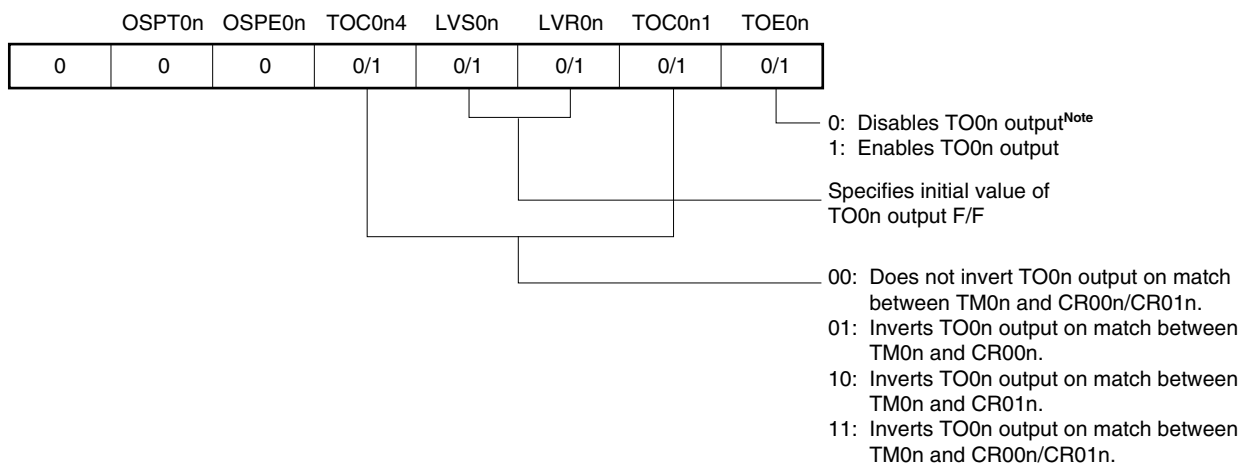 OSPT0n OSPE0n TOC0n4 LVS0n LVR0n TOC0n1 TOE0n
0 0 0 0/1 0/1 0/1 0/1 0/1
0: Disables TO0n outputNote
1: Enables TO0n output
Specifies initial value of
TO0n output F/F
00: Does not invert TO0n output on match
between TM0n and CR00n/CR01n.
01: Inverts TO0n output on match between
TM0n and CR00n.
10: Inverts TO0n output on match between
TM0n and CR01n.
11: Inverts TO0n output on match between
TM0n and CR00n/CR01n.